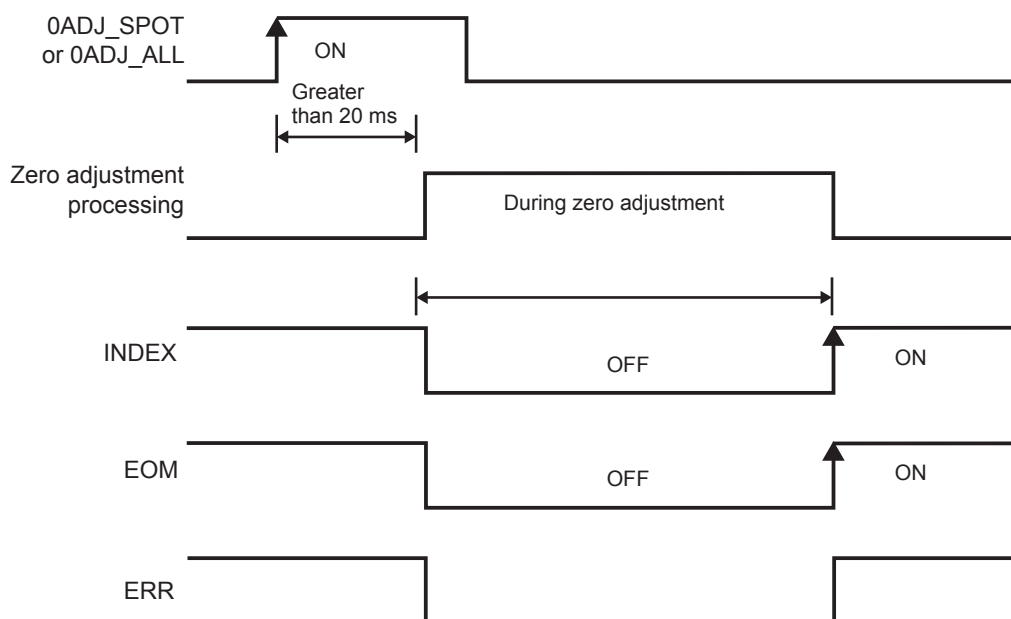 0ADJ_SPOT
or 0ADJ_ALL
ON
Greater
than 20 ms
Zero adjustment
processing
During zero adjustment
INDEX
OFF
ON
EOM
OFF
ON
ERR